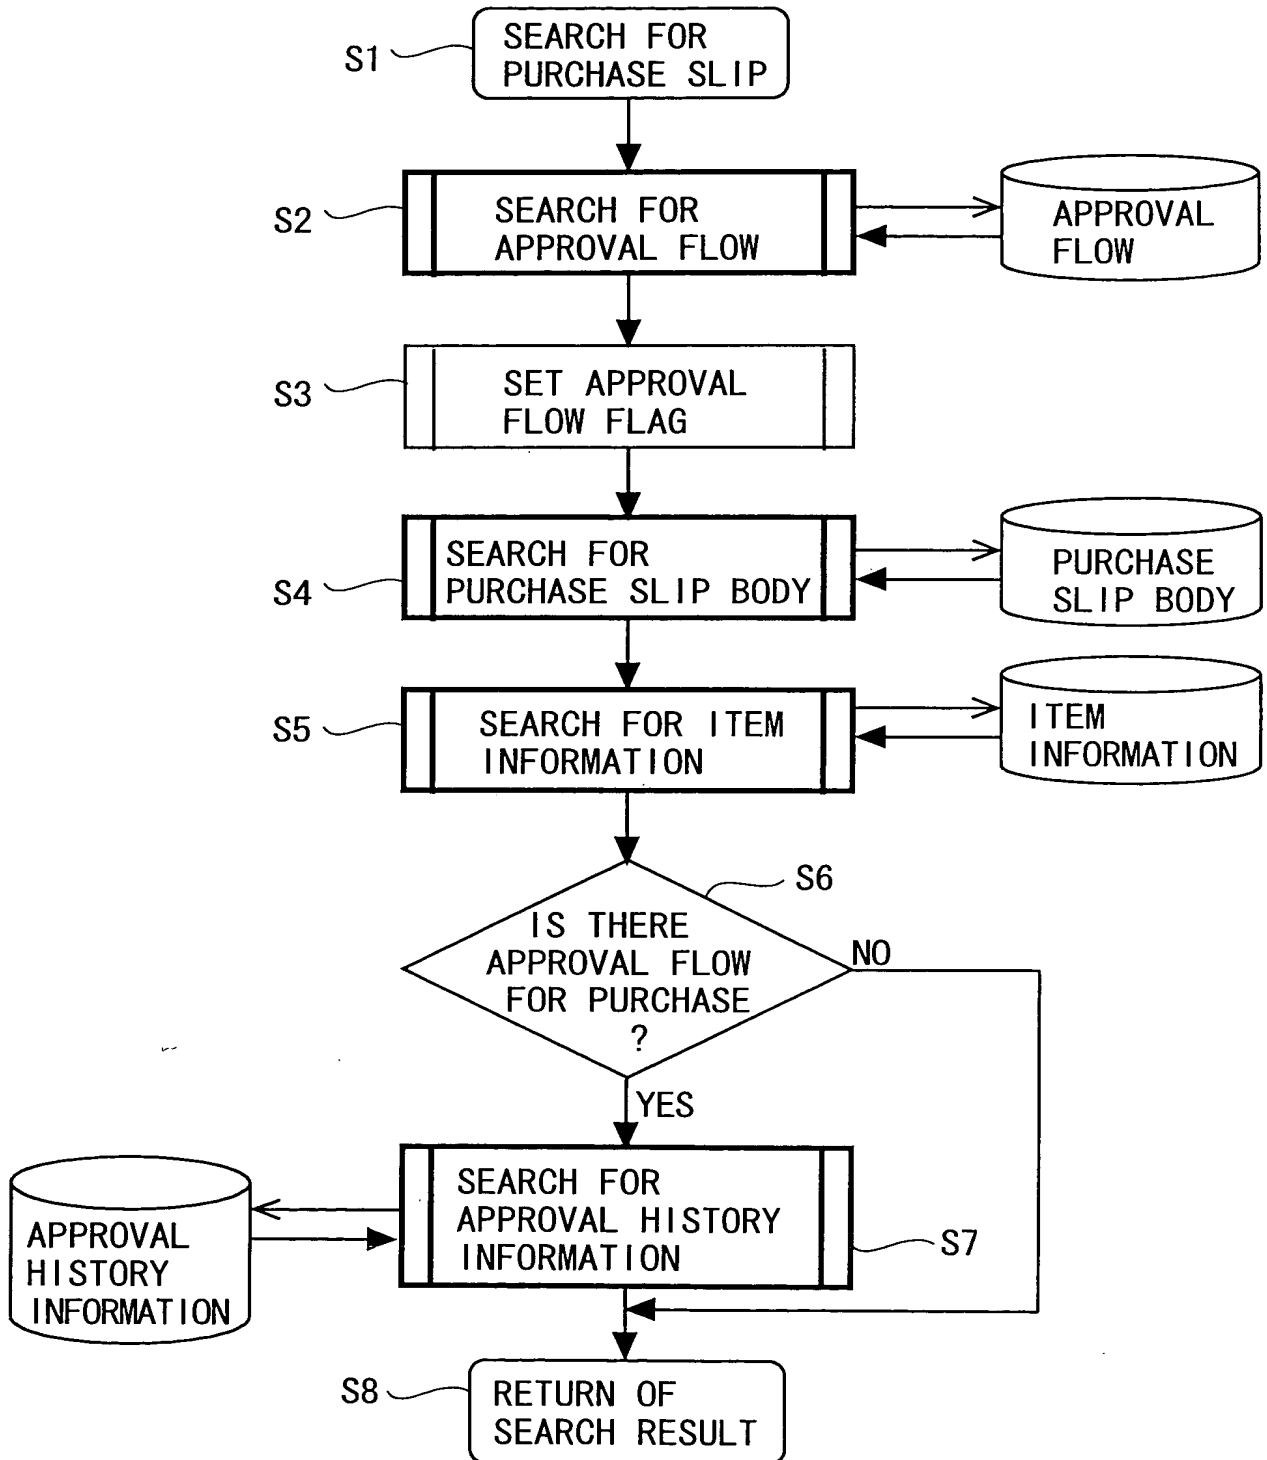 S1
SEARCH FOR
PURCHASE SLIP
S2
SEARCH FOR
APPROVAL FLOW
APPROVAL
FLOW
S3
SET APPROVAL
FLOW FLAG
S4
SEARCH FOR
PURCHASE SLIP BODY
PURCHASE
SLIP BODY
S5
SEARCH FOR ITEM
INFORMATION
ITEM
INFORMATION
S6
IS THERE
APPROVAL FLOW
FOR PURCHASE
?
NO
YES
SEARCH FOR
APPROVAL HISTORY
INFORMATION
S7
APPROVAL
HISTORY
INFORMATION
S8
RETURN OF
SEARCH RESULT